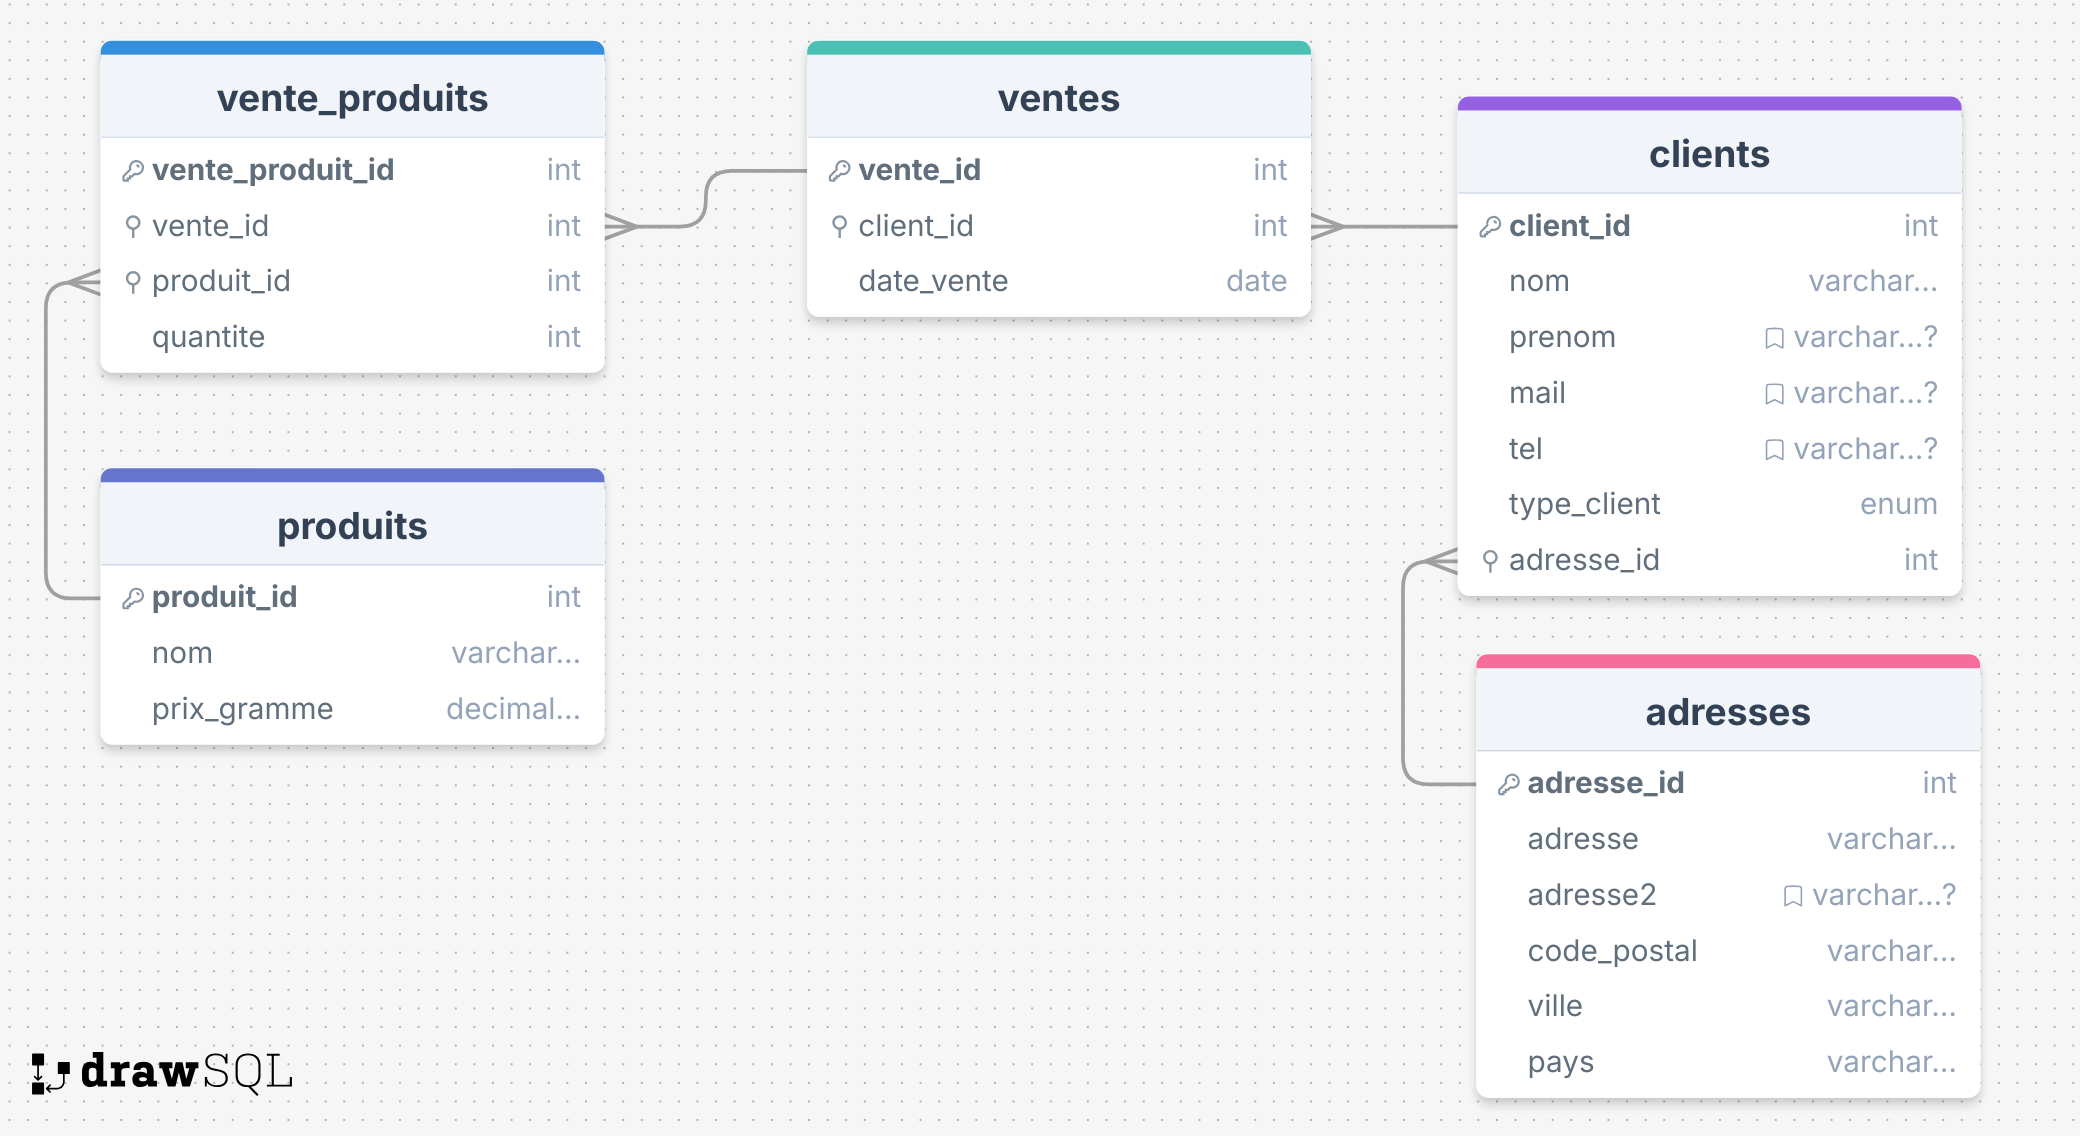 vente_produits
vente_produit_id int
vente_id int
produit_id int
quantite int
ventes
vente_id int
client_id int
date_vente date
clients
client_id int
nom varchar...
prenom varchar...?
mail varchar...?
tel varchar...?
type_client enum
adresse_id int
produits
produit_id int
nom varchar...
prix_gramme decimal...
adresses
adresse_id int
adresse varchar...
adresse2 varchar...?
code_postal varchar...
ville varchar...
pays varchar...
drawSQL